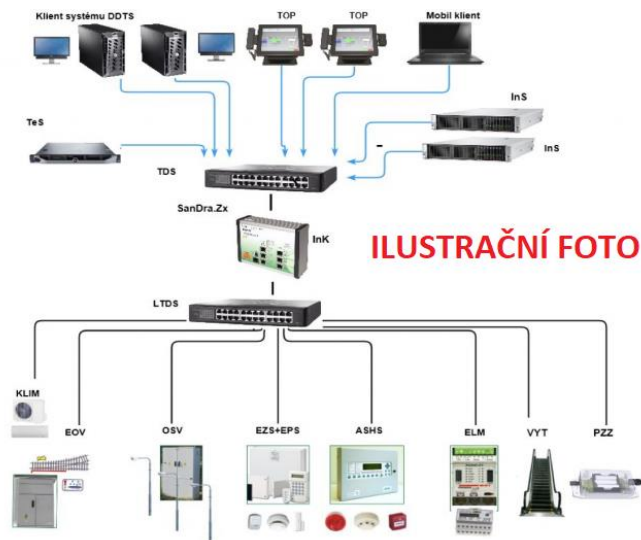 Klient systému DDTS
TOP
TOP
Mobil klient
InS
TeS
InS
TDS
SanDra.Zx
InK
ILUSTRAČNÍ FOTO
LTDS
KLIM
EOV
OSV
EZS+EPS
ASHS
ELM
VYT
PZZ